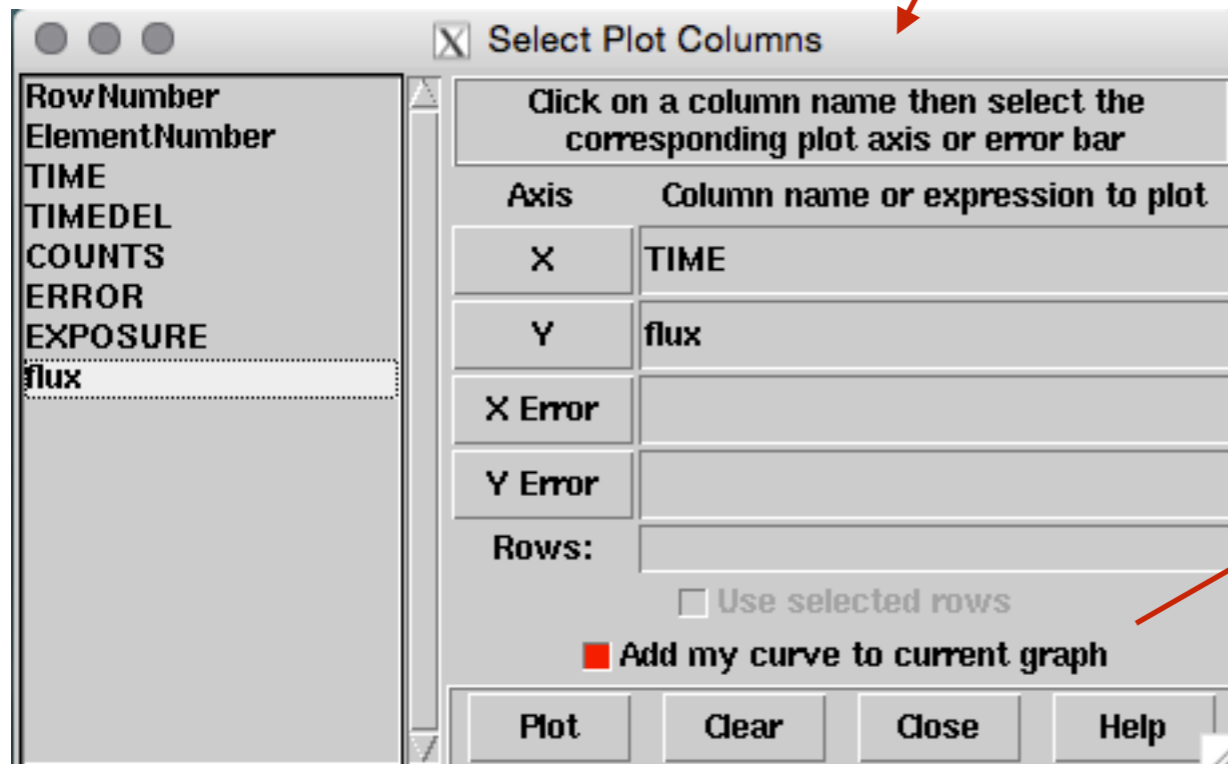 X Select Plot Columns
RowNumber
ElementNumber
TIME
TIMEDEL
COUNTS
ERROR
EXPOSURE
flux
Click on a column name then select the
corresponding plot axis or error bar
Axis Column name or expression to plot
X TIME
Y flux
X Error
Y Error
Rows:
Use selected rows
Add my curve to current graph
Plot Clear Close Help